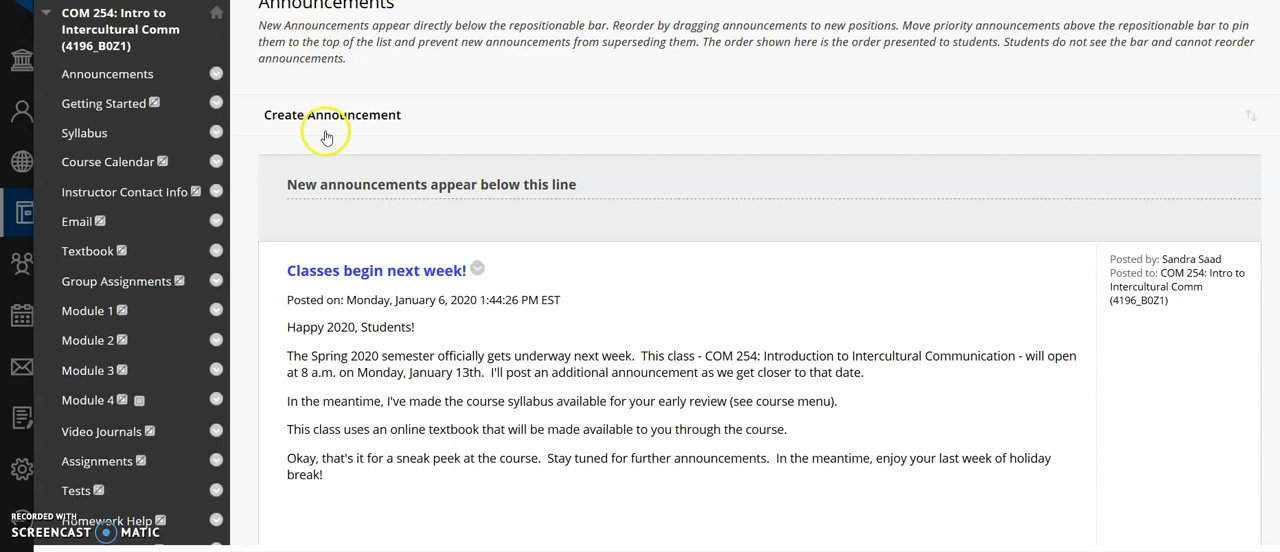 COM 254: Intro to
Intercultural Comm
(4196_B0Z1)
Announcements
Getting Started
Syllabus
Course Calendar
Instructor Contact Info
Email
Textbook
Group Assignments
Module 1
Module 2
Module 3
Module 4
Video Journals
Assignments
Tests
Homework Help
RECORDED WITH
SCREENCAST MATIC
Announcements
New Announcements appear directly below the repositionable bar. Reorder by dragging announcements to new positions. Move priority announcements above the repositionable bar to pin
them to the top of the list and prevent new announcements from superseding them. The order shown here is the order presented to students. Students do not see the bar and cannot reorder
announcements.
Create Announcement
New announcements appear below this line
Classes begin next week!
Posted on: Monday, January 6, 2020 1:44:26 PM EST
Happy 2020, Students!
The Spring 2020 semester officially gets underway next week.  This class - COM 254: Introduction to Intercultural Communication - will open
at 8 a.m. on Monday, January 13th.  I'll post an additional announcement as we get closer to that date.
In the meantime, I've made the course syllabus available for your early review (see course menu).
This class uses an online textbook that will be made available to you through the course.
Okay, that's it for a sneak peek at the course.  Stay tuned for further announcements.  In the meantime, enjoy your last week of holiday
break!
Posted by: Sandra Saad
Posted to: COM 254: Intro to
Intercultural Comm
(4196_B0Z1)